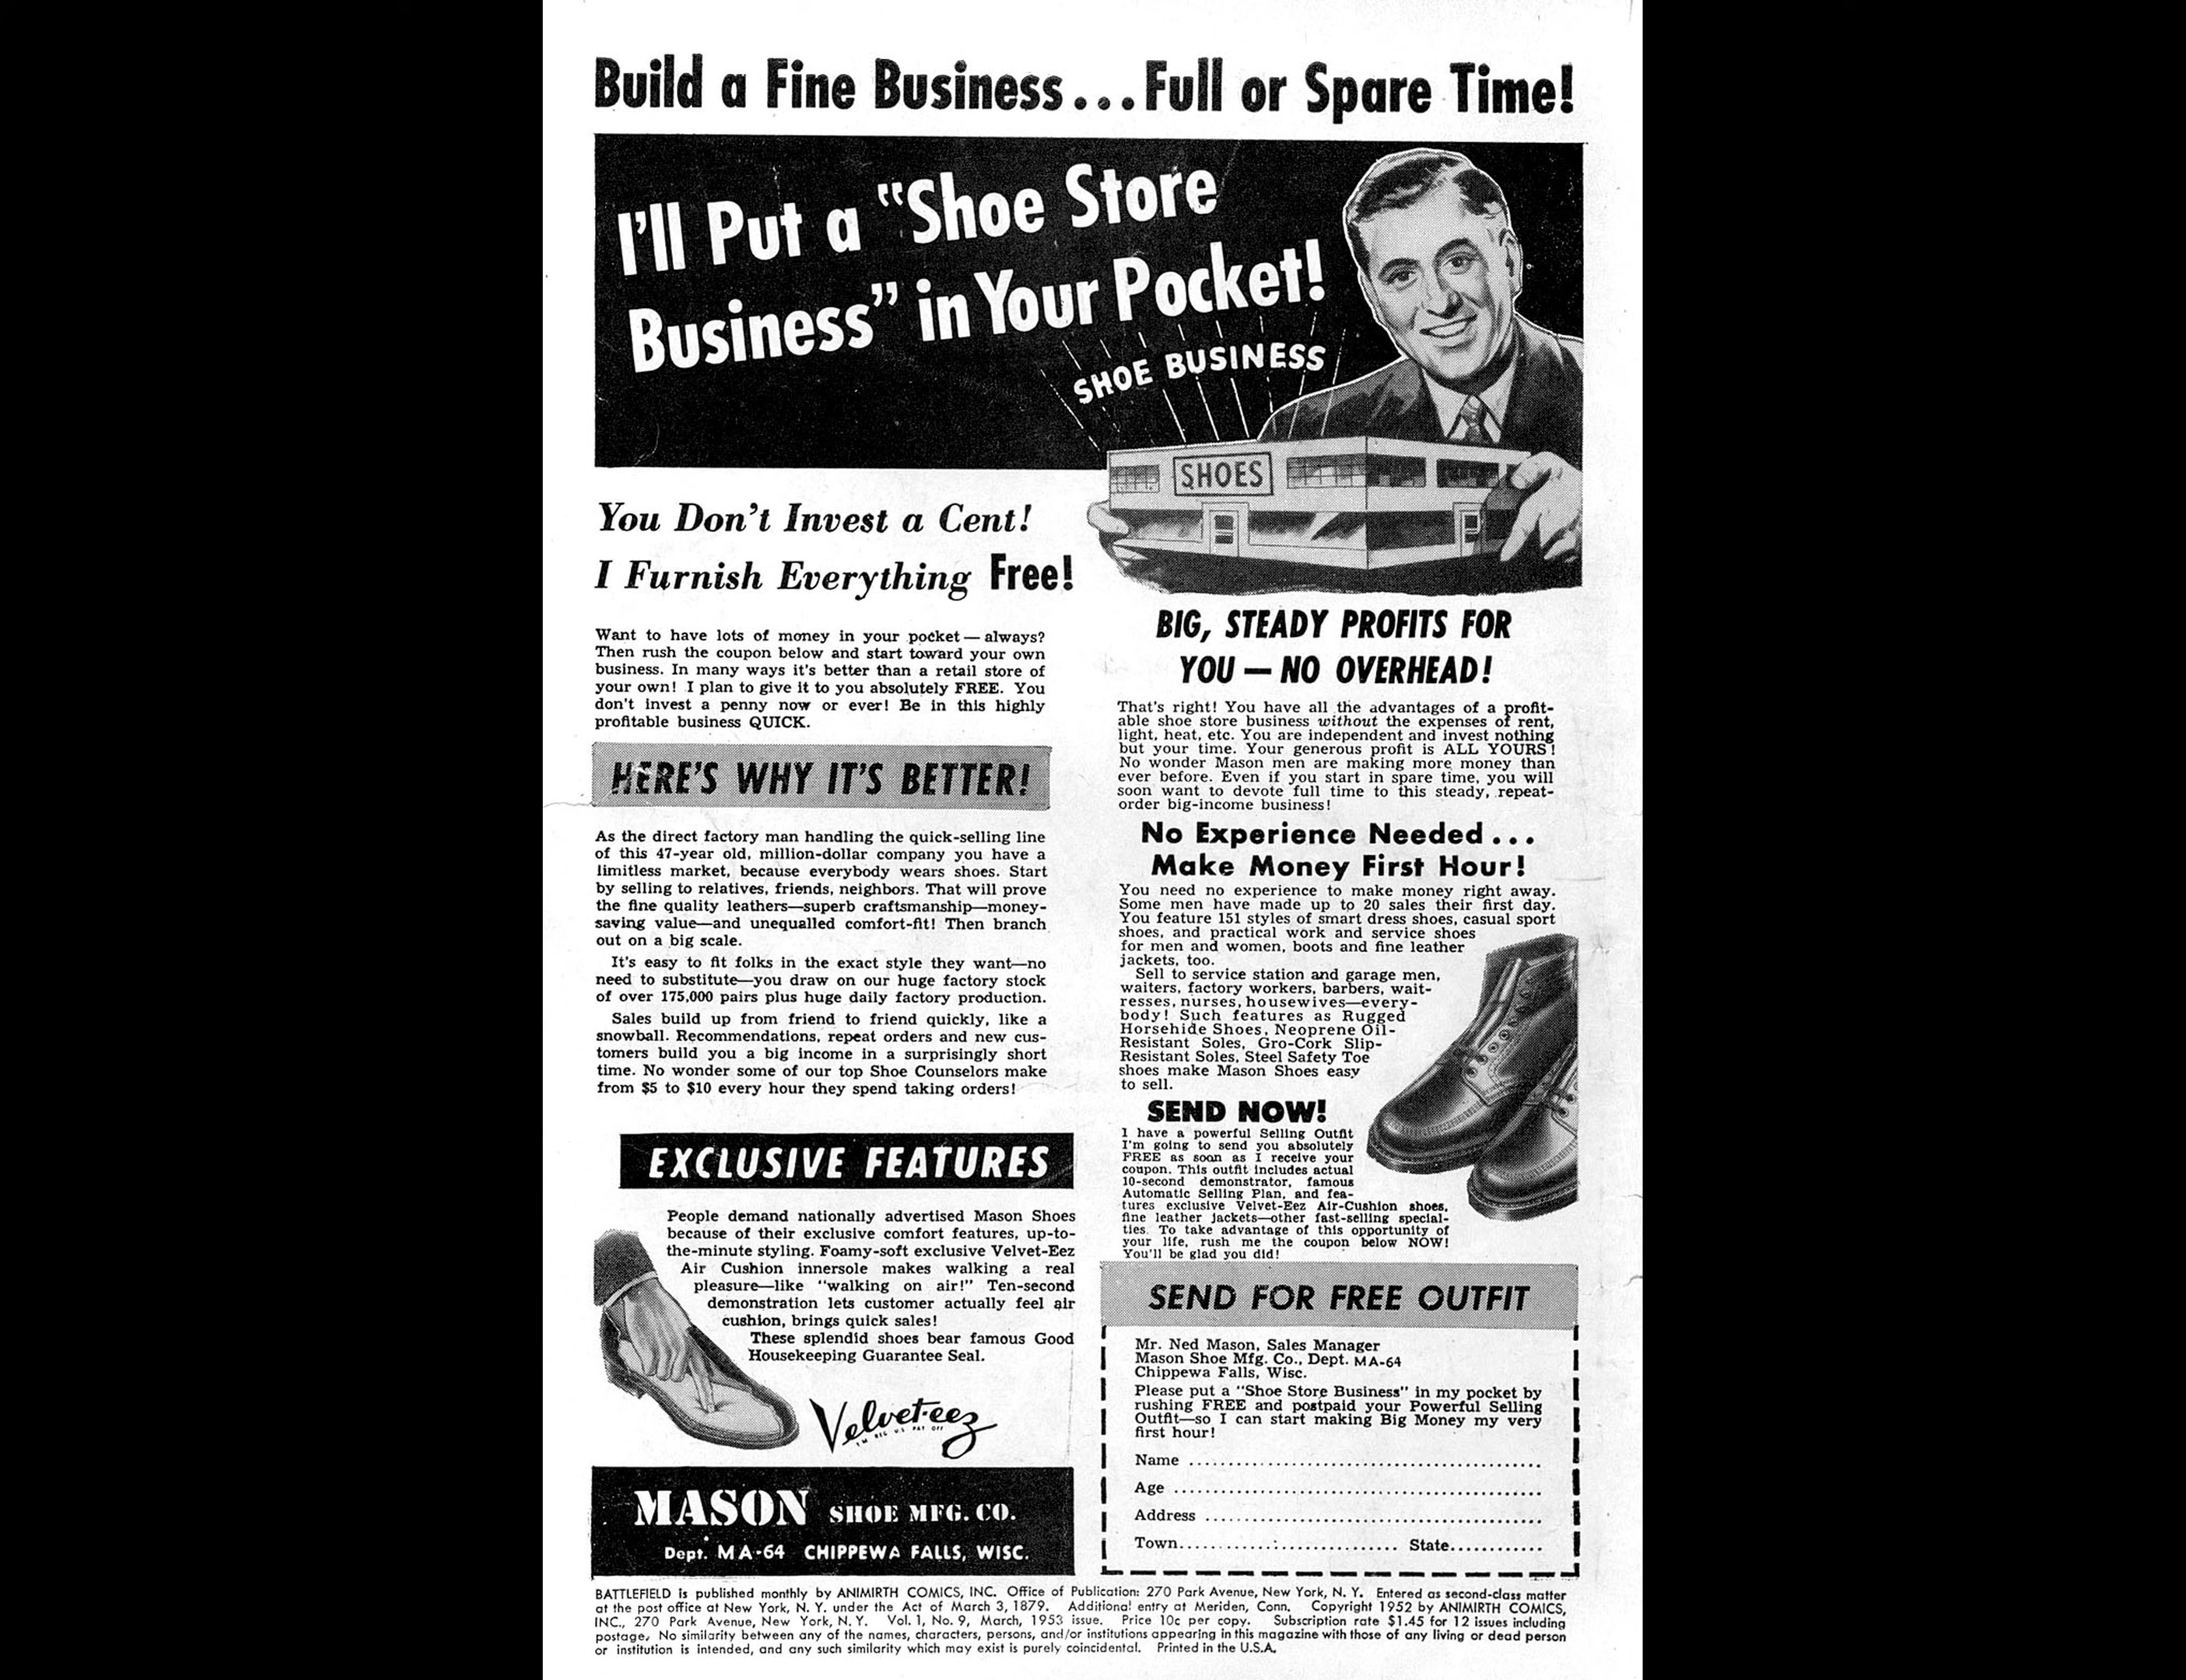 Build a Fine Business...Full or Spare Time!
I'll Put a "Shoe Store
Business" in Your Pocket!
SHOE BUSINESS
SHOES
You Don't Invest a Cent!
I Furnish Everything Free!
Want to have lots of money in your pocket — always?
Then rush the coupon below and start toward your own
business. In many ways it's better than a retail store of
your own! I plan to give it to you absolutely FREE. You
don't invest a penny now or ever! Be in this highly
profitable business QUICK.
HERE'S WHY IT'S BETTER!
As the direct factory man handling the quick-selling line
of this 47-year old, million-dollar company you have a
limitless market, because everybody wears shoes. Start
by selling to relatives, friends, neighbors. That will prove
the fine quality leathers—superb craftsmanship—money-
saving value—and unequalled comfort-fit! Then branch
out on a big scale.
It's easy to fit folks in the exact style they want—no
need to substitute—you draw on our huge factory stock
of over 175,000 pairs plus huge daily factory production.
Sales build up from friend to friend quickly, like a
snowball. Recommendations, repeat orders and new cus-
tomers build you a big income in a surprisingly short
time. No wonder some of our top Shoe Counselors make
from $5 to $10 every hour they spend taking orders!
EXCLUSIVE FEATURES
People demand nationally advertised Mason Shoes
because of their exclusive comfort features, up-to-
the-minute styling. Foamy-soft exclusive Velvet-Eez
Air Cushion innersole makes walking a real
pleasure—like "walking on air!" Ten-second
demonstration lets customer actually feel air
cushion, brings quick sales!
These splendid shoes bear famous Good
Housekeeping Guarantee Seal.
Velvet-eez
T M REG U S PAT OFF
MASON SHOE MFG. CO.
Dept. MA-64 CHIPPEWA FALLS, WISC.
BIG, STEADY PROFITS FOR
YOU — NO OVERHEAD!
That's right! You have all the advantages of a profit-
able shoe store business without the expenses of rent,
light, heat, etc. You are independent and invest nothing
but your time. Your generous profit is ALL YOURS!
No wonder Mason men are making more money than
ever before. Even if you start in spare time, you will
soon want to devote full time to this steady, repeat-
order big-income business!
No Experience Needed...
Make Money First Hour!
You need no experience to make money right away.
Some men have made up to 20 sales their first day.
You feature 151 styles of smart dress shoes, casual sport
shoes, and practical work and service shoes
for men and women, boots and fine leather
jackets, too.
Sell to service station and garage men,
waiters, factory workers, barbers, wait-
resses, nurses, housewives—every-
body! Such features as Rugged
Horsehide Shoes, Neoprene Oil-
Resistant Soles, Gro-Cork Slip-
Resistant Soles, Steel Safety Toe
shoes make Mason Shoes easy
to sell.
SEND NOW!
I have a powerful Selling Outfit
I'm going to send you absolutely
FREE as soon as I receive your
coupon. This outfit includes actual
10-second demonstrator, famous
Automatic Selling Plan, and fea-
tures exclusive Velvet-Eez Air-Cushion shoes,
fine leather jackets—other fast-selling special-
ties. To take advantage of this opportunity of
your life, rush me the coupon below NOW!
You'll be glad you did!
SEND FOR FREE OUTFIT
Mr. Ned Mason, Sales Manager
Mason Shoe Mfg. Co., Dept. MA-64
Chippewa Falls, Wisc.
Please put a "Shoe Store Business" in my pocket by
rushing FREE and postpaid your Powerful Selling
Outfit—so I can start making Big Money my very
first hour!
Name
Age
Address
Town State
BATTLEFIELD is published monthly by ANIMIRTH COMICS, INC. Office of Publication: 270 Park Avenue, New York, N. Y. Entered as second-class matter
at the post office at New York, N. Y. under the Act of March 3, 1879. Additional entry at Meriden, Conn. Copyright 1952 by ANIMIRTH COMICS,
INC., 270 Park Avenue, New York, N. Y. Vol. 1, No. 9, March, 1953 issue. Price 10c per copy. Subscription rate $1.45 for 12 issues including
postage. No similarity between any of the names, characters, persons, and/or institutions appearing in this magazine with those of any living or dead person
or institution is intended, and any such similarity which may exist is purely coincidental. Printed in the U.S.A.